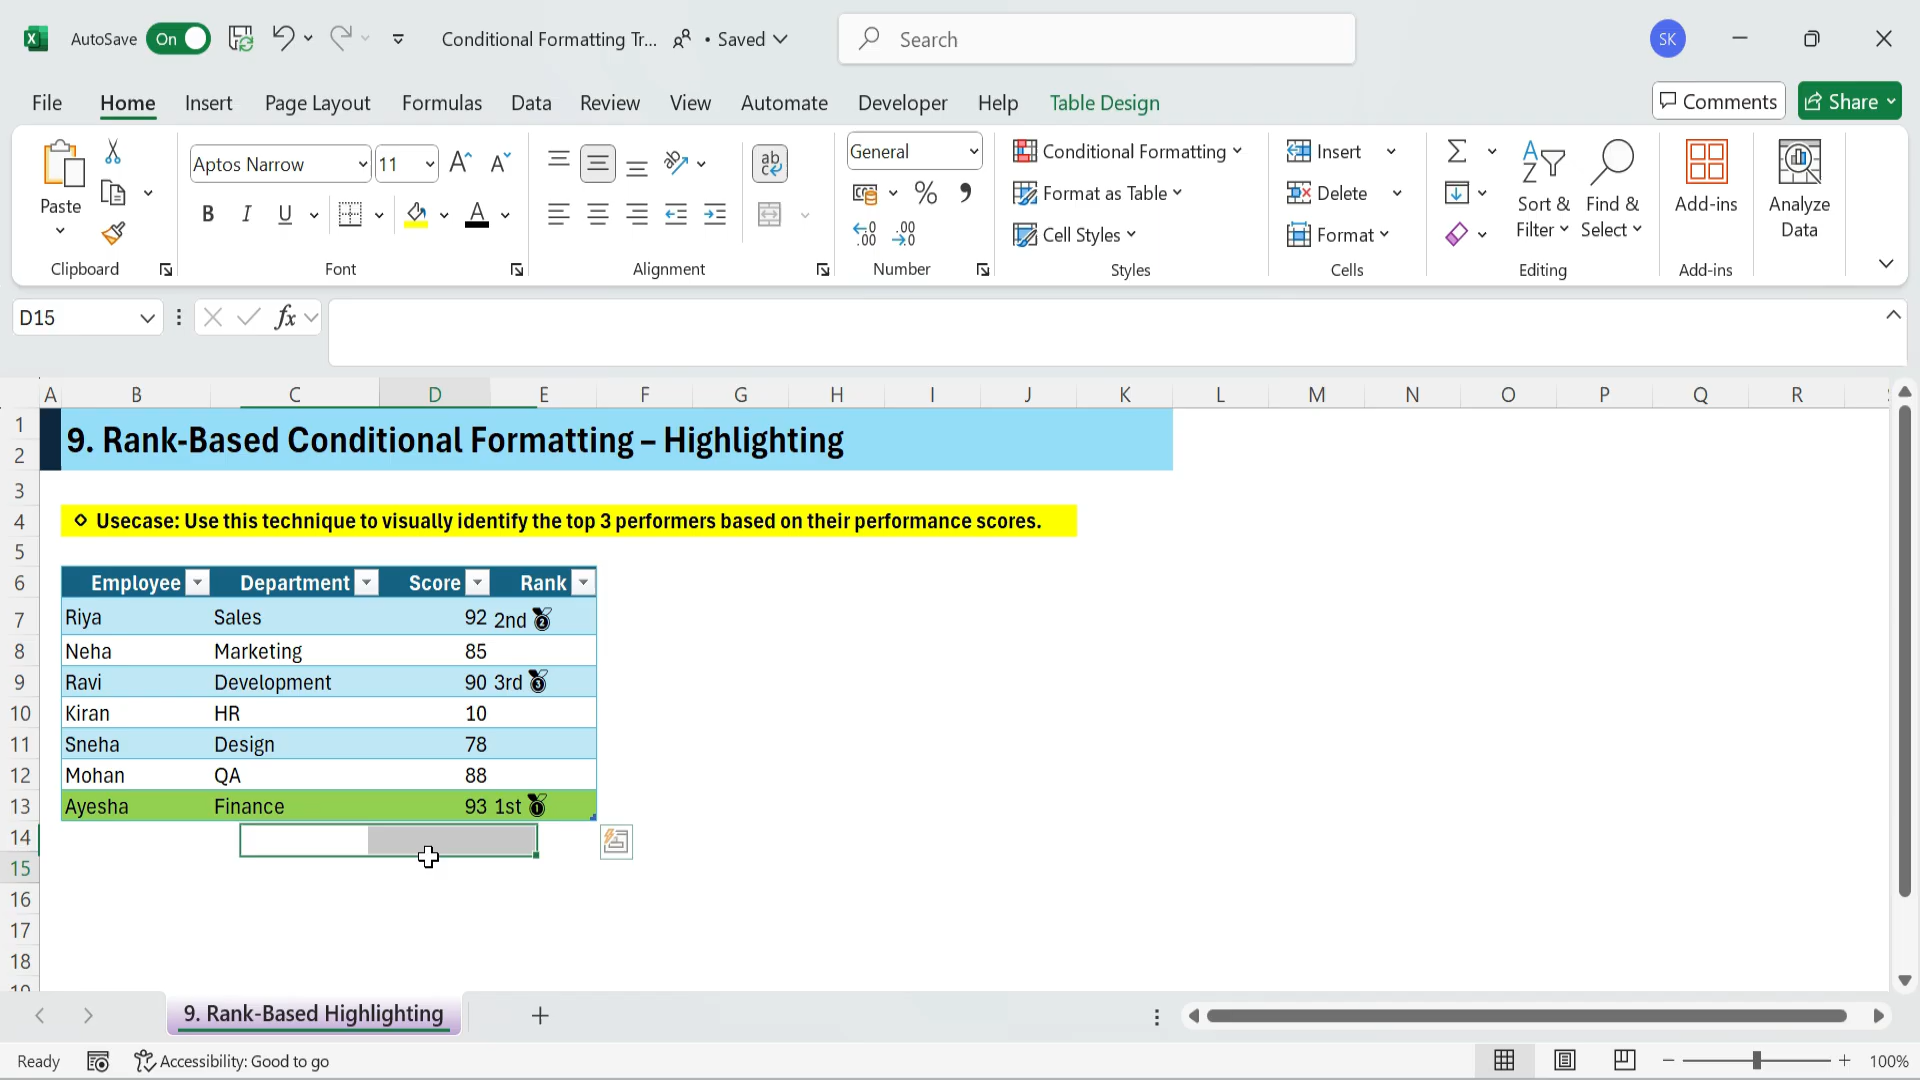 AutoSave On Conditional Formatting Tr... • Saved Search SK
File Home Insert Page Layout Formulas Data Review View Automate Developer Help Table Design Comments Share
Paste
Clipboard
Aptos Narrow 11
B I U A
Font
ab
Alignment
General
% 9
.00
Number
Conditional Formatting
Format as Table
Cell Styles
Styles
Insert
Delete
Format
Cells
Sort & Filter
Find & Select
Editing
Add-ins
Add-ins
Analyze Data
D15 fx
A B C D E F G H I J K L M N O P Q R
1 9. Rank-Based Conditional Formatting – Highlighting
2
3
4 Usecase: Use this technique to visually identify the top 3 performers based on their performance scores.
5
6 Employee Department Score Rank
7 Riya Sales 92 2nd 2
8 Neha Marketing 85
9 Ravi Development 90 3rd 3
10 Kiran HR 10
11 Sneha Design 78
12 Mohan QA 88
13 Ayesha Finance 93 1st 1
14
15
16
17
18
9. Rank-Based Highlighting
Ready Accessibility: Good to go 100%